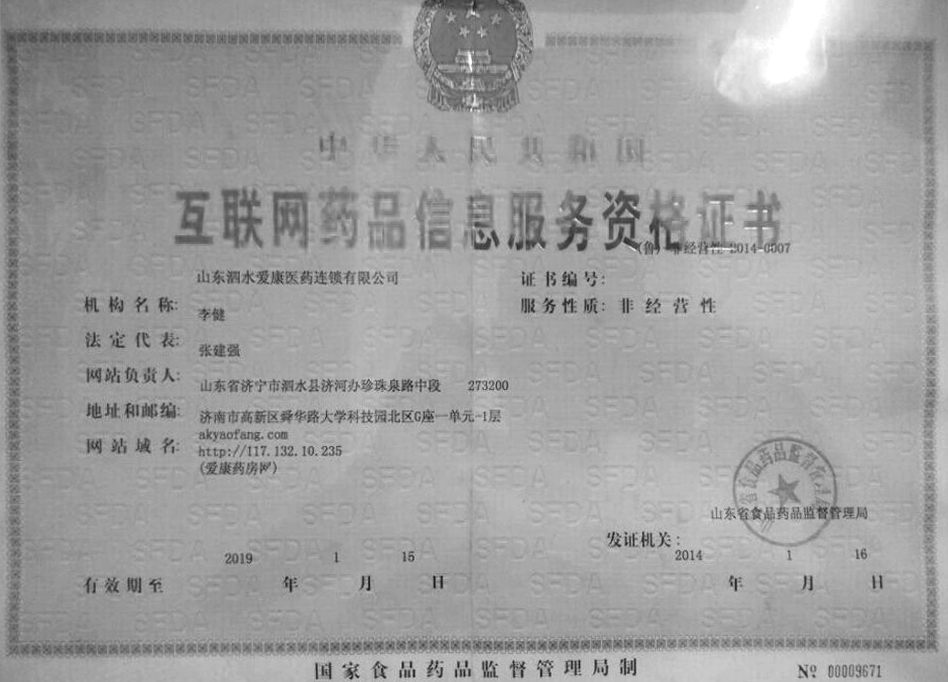 中华人民共和国
互联网药品信息服务资格证书
(鲁)-非经营性-2014-0007
山东泗水爱康医药连锁有限公司
证书编号:
机构名称:
服务性质: 非经营性
李健
法定代表:
张建强
网站负责人:
山东省济宁市泗水县济河办珍珠泉路中段 273200
地址和邮编:
济南市高新区舜华路大学科技园北区G座一单元-1层
akyaofang.com
网站域名:
http://117.132.10.235
(爱康药房网)
山东省食品药品监督管理局
发证机关:
2019 1 15
2014 1 16
有效期至 年 月 日
年 月 日
国家食品药品监督管理局制
№ 00009671